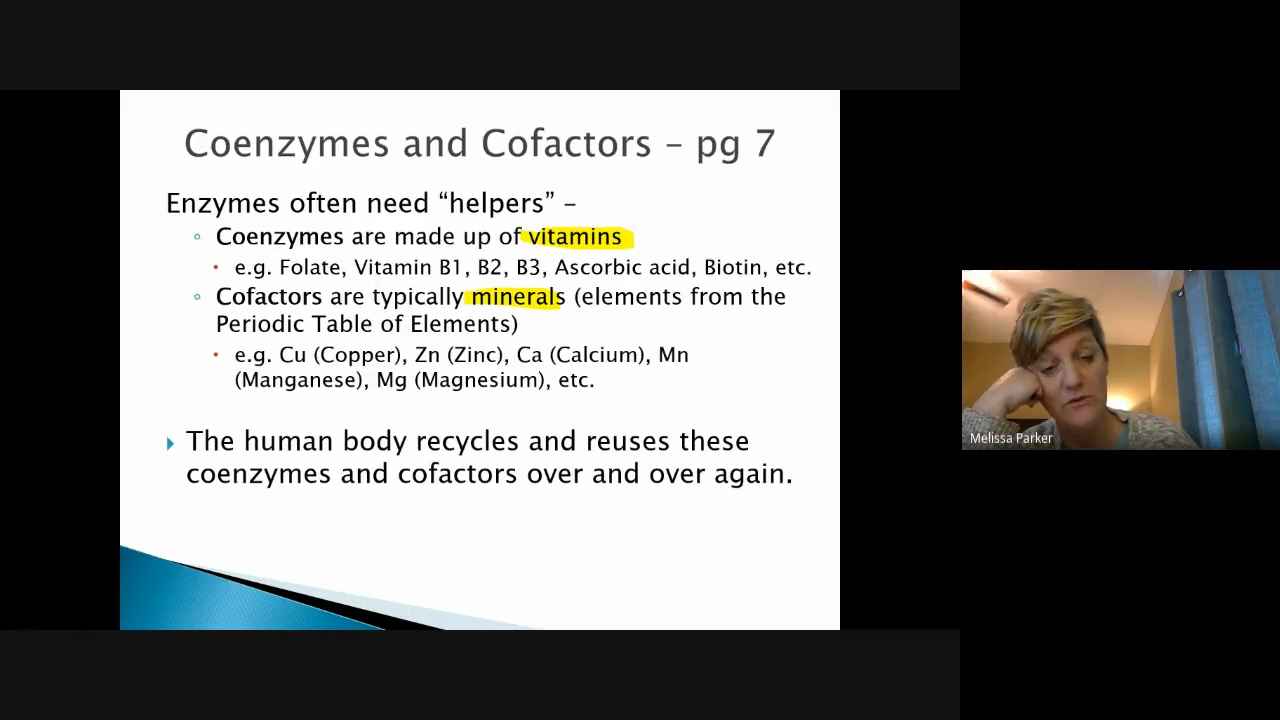 Coenzymes and Cofactors – pg 7
Enzymes often need “helpers” –
Coenzymes are made up of vitamins
e.g. Folate, Vitamin B1, B2, B3, Ascorbic acid, Biotin, etc.
Cofactors are typically minerals (elements from the
Periodic Table of Elements)
e.g. Cu (Copper), Zn (Zinc), Ca (Calcium), Mn
(Manganese), Mg (Magnesium), etc.
The human body recycles and reuses these
coenzymes and cofactors over and over again.
Melissa Parker